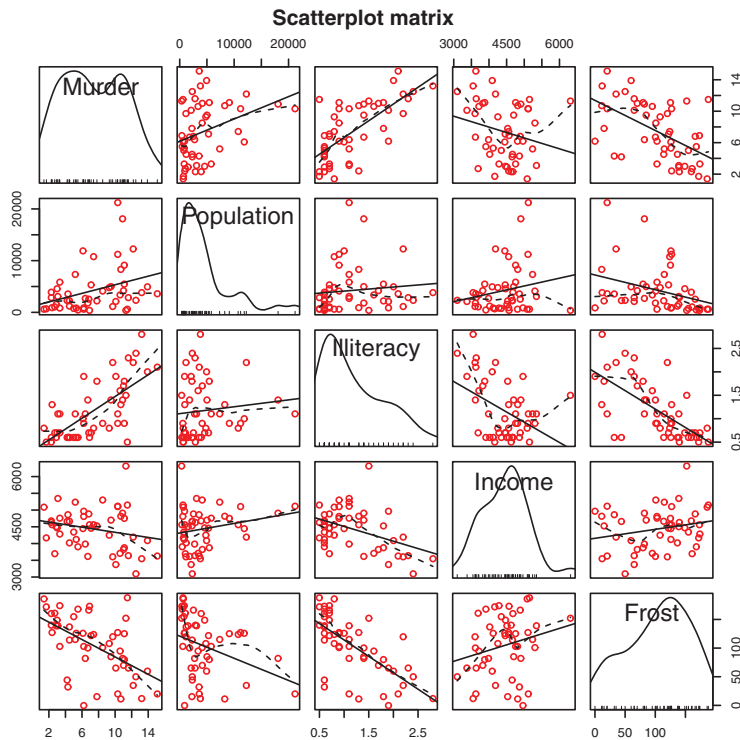 Scatterplot matrix
0 10000 20000
3000 4500 6000
Murder
2 6 10 14
0 10000 20000
Population
Illiteracy
0.5 1.5 2.5
3000 4500 6000
Income
Frost
0 50 100
2 6 10 14
0.5 1.5 2.5
0 50 100